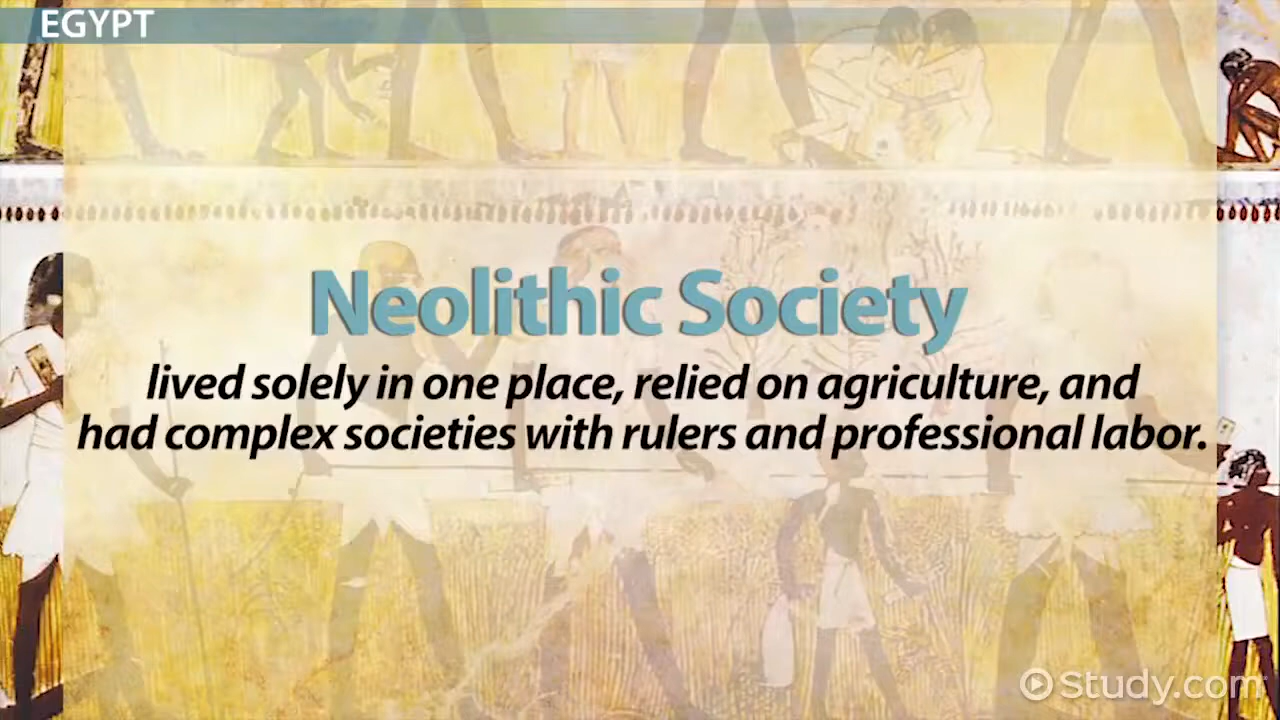 EGYPT
Neolithic Society
lived solely in one place, relied on agriculture, and
had complex societies with rulers and professional labor.
Study.com